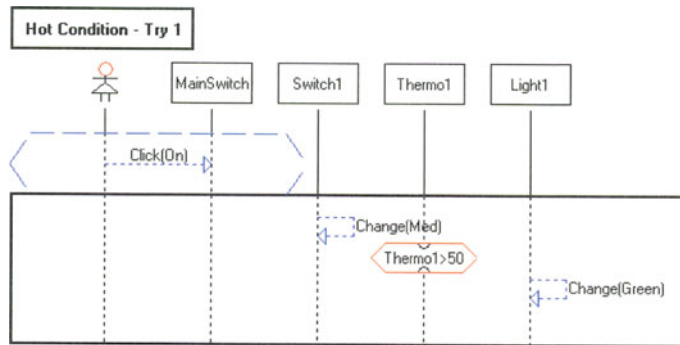 Hot Condition - Try 1
MainSwitch
Switch1
Thermo1
Light1
Click(On)
Change(Med)
Thermo1>50
Change(Green)